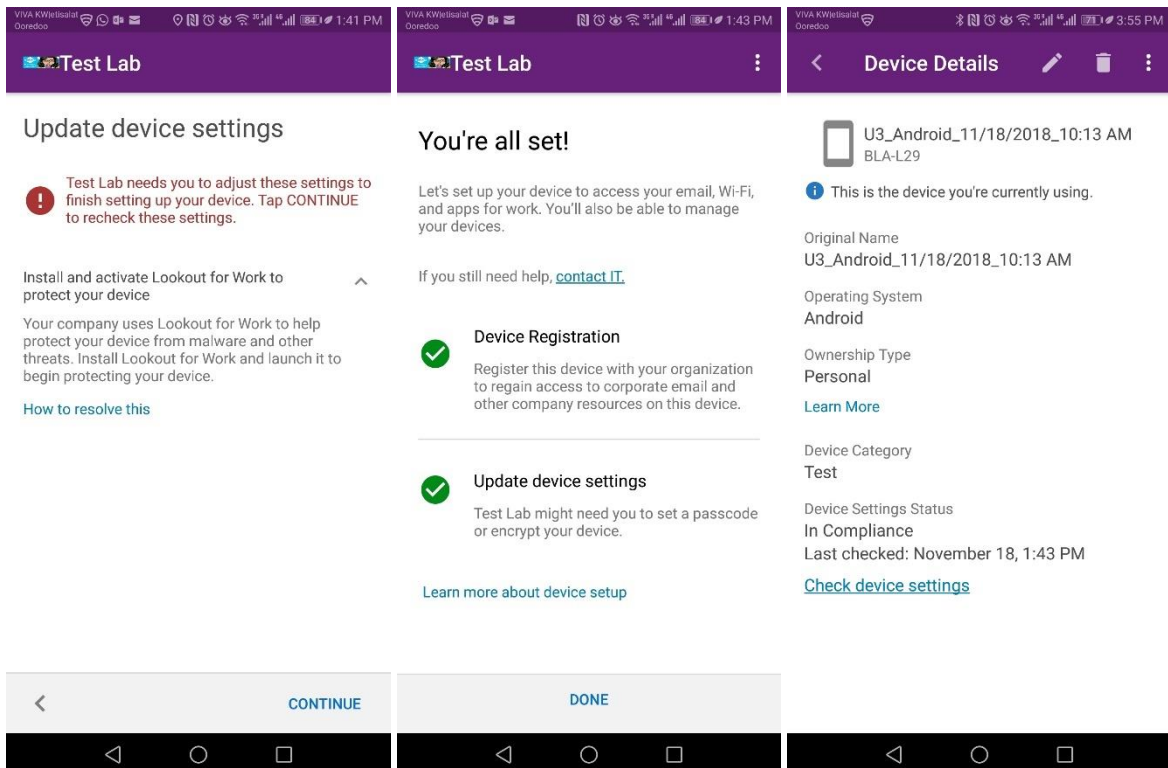 VIVA KW|etisalat
Ooredoo
84
1:41 PM
Test Lab
Update device settings
Test Lab needs you to adjust these settings to
finish setting up your device. Tap CONTINUE
to recheck these settings.
Install and activate Lookout for Work to
protect your device
Your company uses Lookout for Work to help
protect your device from malware and other
threats. Install Lookout for Work and launch it to
begin protecting your device.
How to resolve this
CONTINUE
VIVA KW|etisalat
Ooredoo
84
1:43 PM
Test Lab
You're all set!
Let's set up your device to access your email, Wi-Fi,
and apps for work. You'll also be able to manage
your devices.
If you still need help, contact IT.
Device Registration
Register this device with your organization
to regain access to corporate email and
other company resources on this device.
Update device settings
Test Lab might need you to set a passcode
or encrypt your device.
Learn more about device setup
DONE
VIVA KW|etisalat
Ooredoo
71
3:55 PM
Device Details
U3_Android_11/18/2018_10:13 AM
BLA-L29
This is the device you're currently using.
Original Name
U3_Android_11/18/2018_10:13 AM
Operating System
Android
Ownership Type
Personal
Learn More
Device Category
Test
Device Settings Status
In Compliance
Last checked: November 18, 1:43 PM
Check device settings